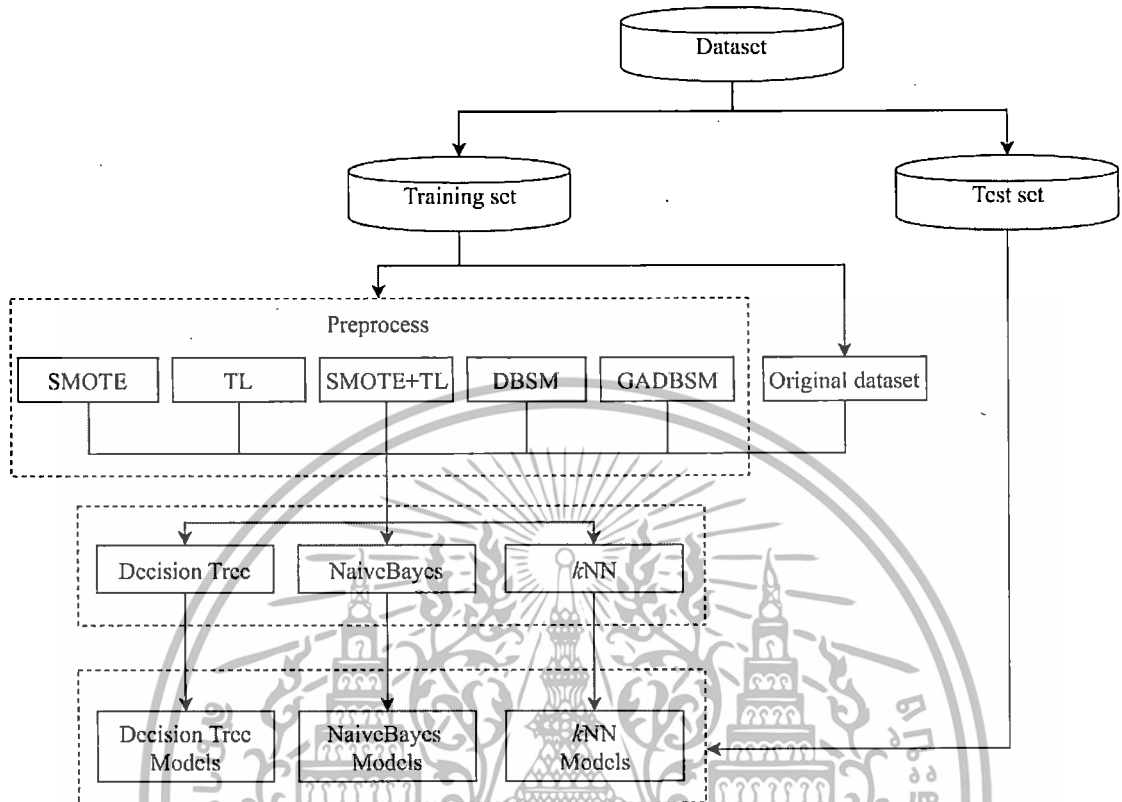 Dataset
Training set
Test set
Preprocess
SMOTE
TL
SMOTE+TL
DBSM
GADBSM
Original dataset
Decision Tree
NaiveBayes
kNN
Decision Tree
Models
NaiveBayes
Models
kNN
Models